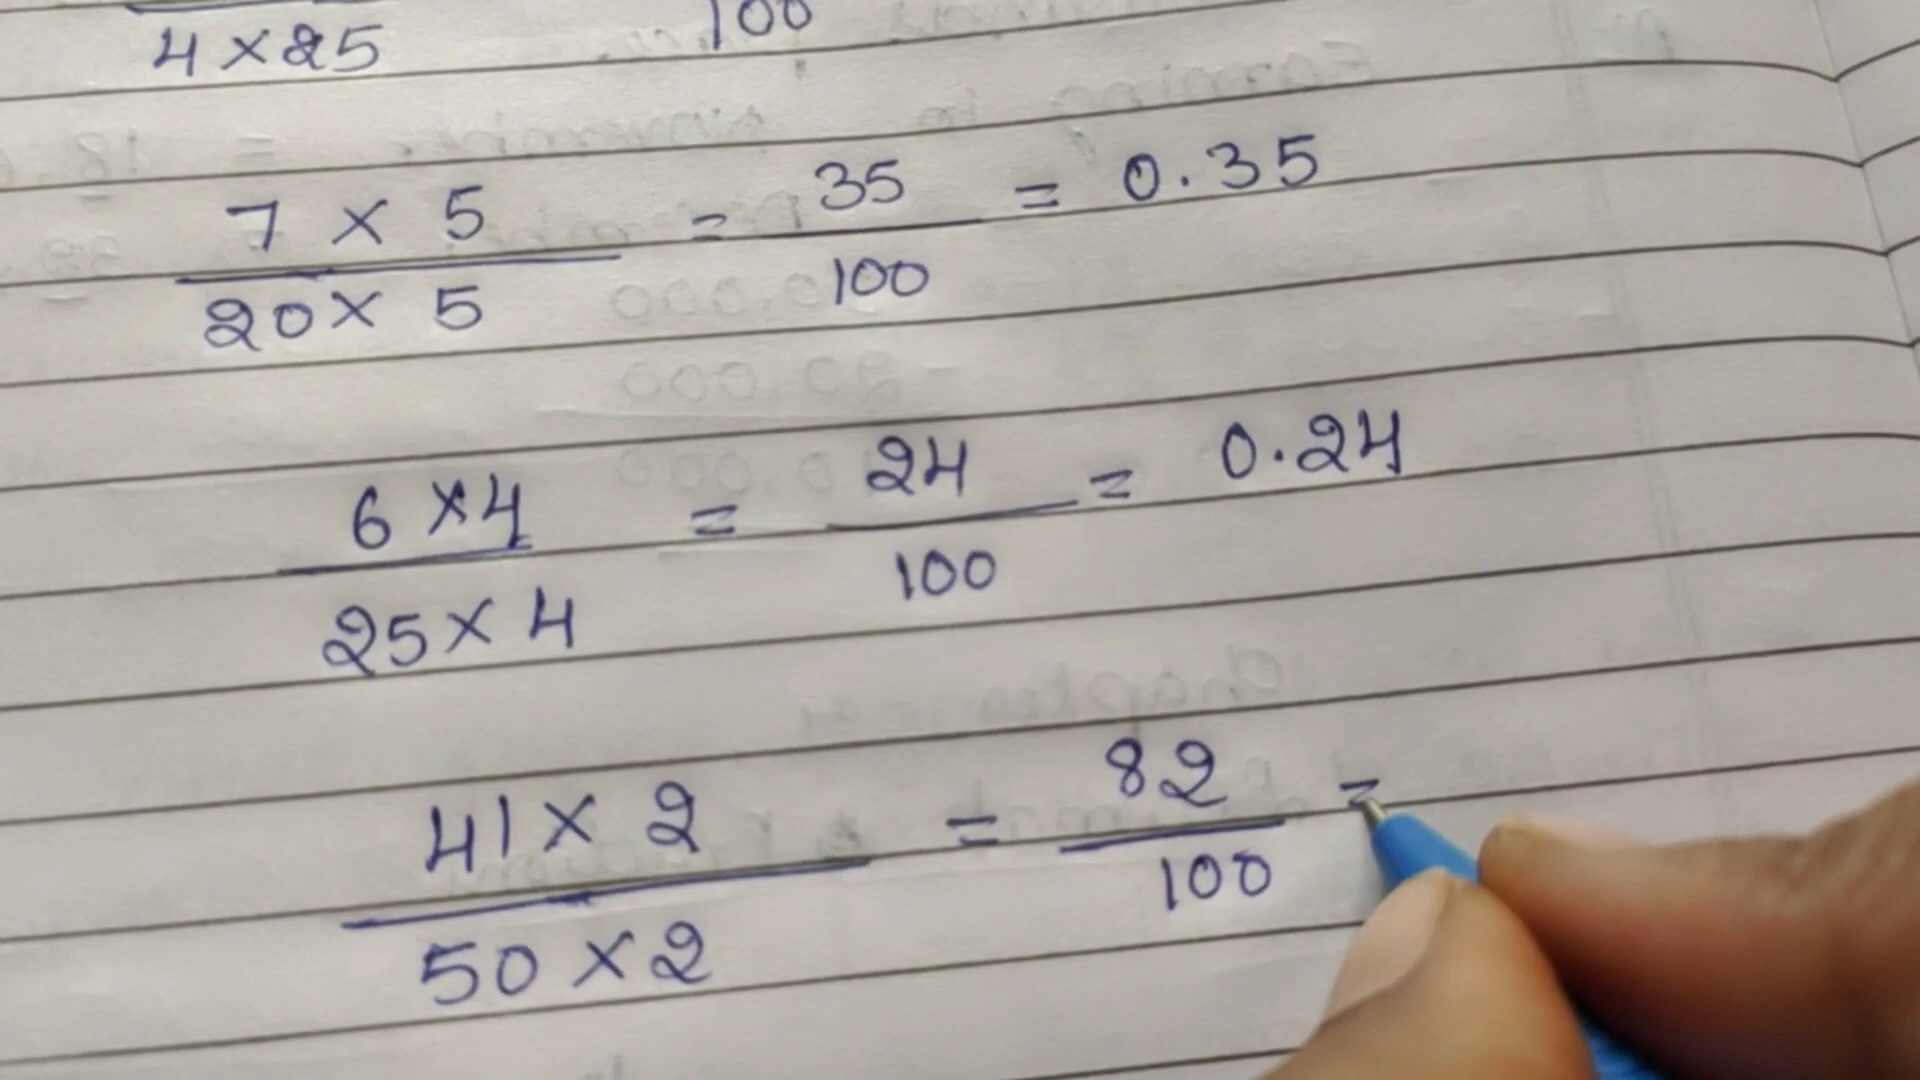 4 × 25 100
7 × 5 = 35 = 0.35
20 × 5 100
6 × 4 = 24 = 0.24
25 × 4 100
41 × 2 = 82 =
50 × 2 100